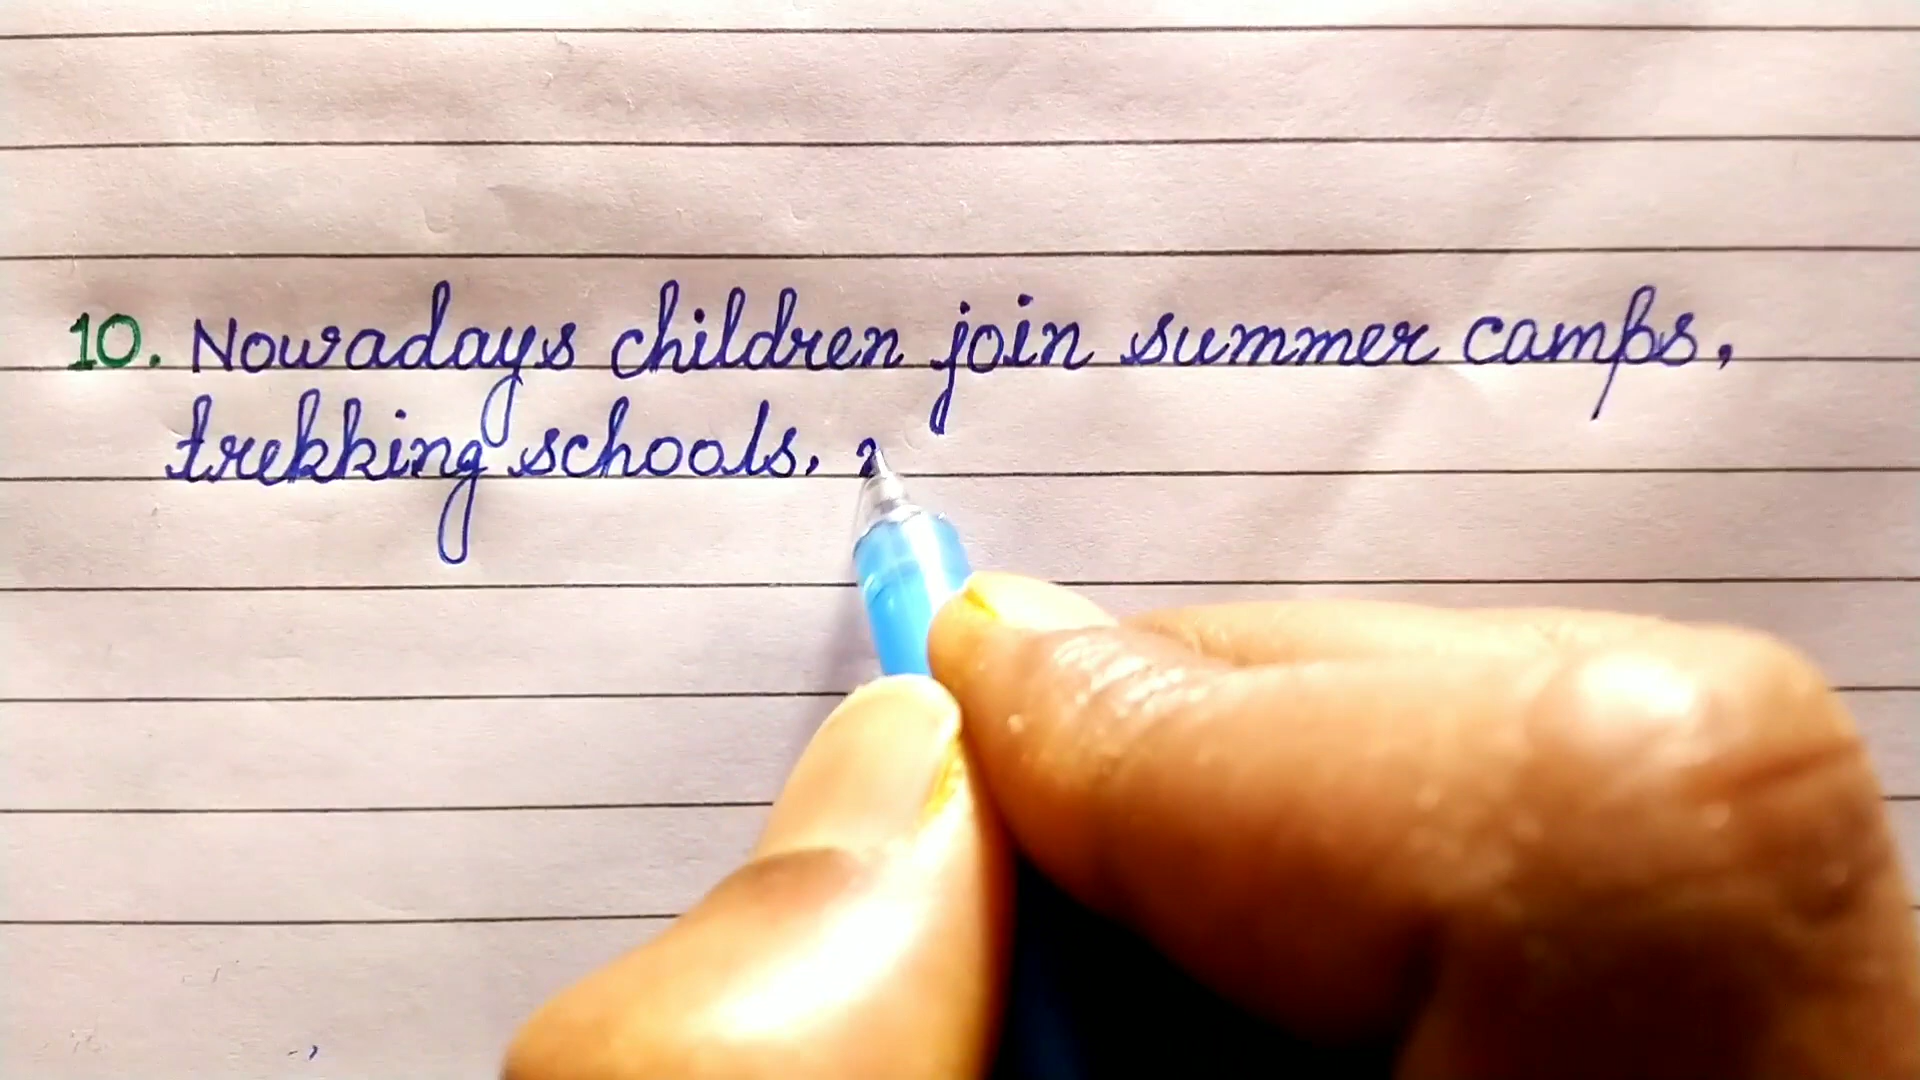 10. Nowadays children join summer camps,
trekking schools,